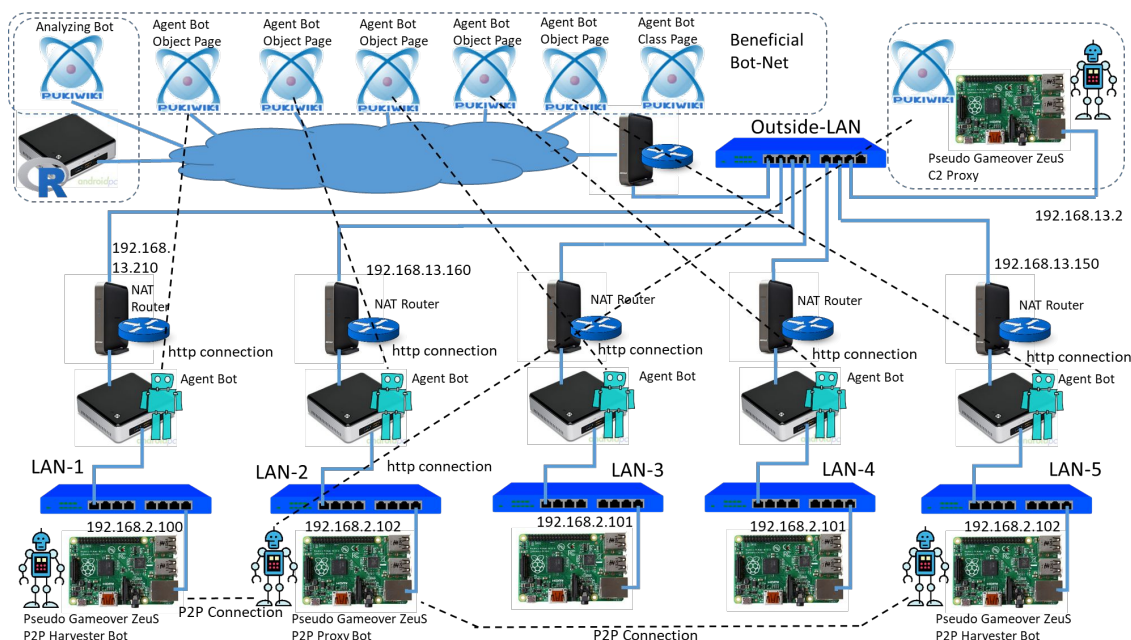 Analyzing Bot
Agent Bot
Object Page
Agent Bot
Object Page
Agent Bot
Object Page
Agent Bot
Object Page
Agent Bot
Object Page
Agent Bot
Class Page
Beneficial
Bot-Net
PUKIWIKI
PUKIWIKI
PUKIWIKI
PUKIWIKI
PUKIWIKI
PUKIWIKI
PUKIWIKI
PUKIWIKI
R
androidpc
Outside-LAN
Pseudo Gameover ZeuS
C2 Proxy
192.168.13.2
192.168.
13.210
192.168.13.160
192.168.13.150
NAT
Router
NAT Router
NAT Router
NAT Router
NAT Router
http connection
http connection
http connection
http connection
http connection
Agent Bot
Agent Bot
Agent Bot
Agent Bot
Agent Bot
LAN-1
LAN-2
http connection
LAN-3
LAN-4
LAN-5
192.168.2.100
192.168.2.102
192.168.2.101
192.168.2.101
192.168.2.102
P2P Connection
Pseudo Gameover ZeuS
P2P Harvester Bot
Pseudo Gameover ZeuS
P2P Proxy Bot
P2P Connection
Pseudo Gameover ZeuS
P2P Harvester Bot